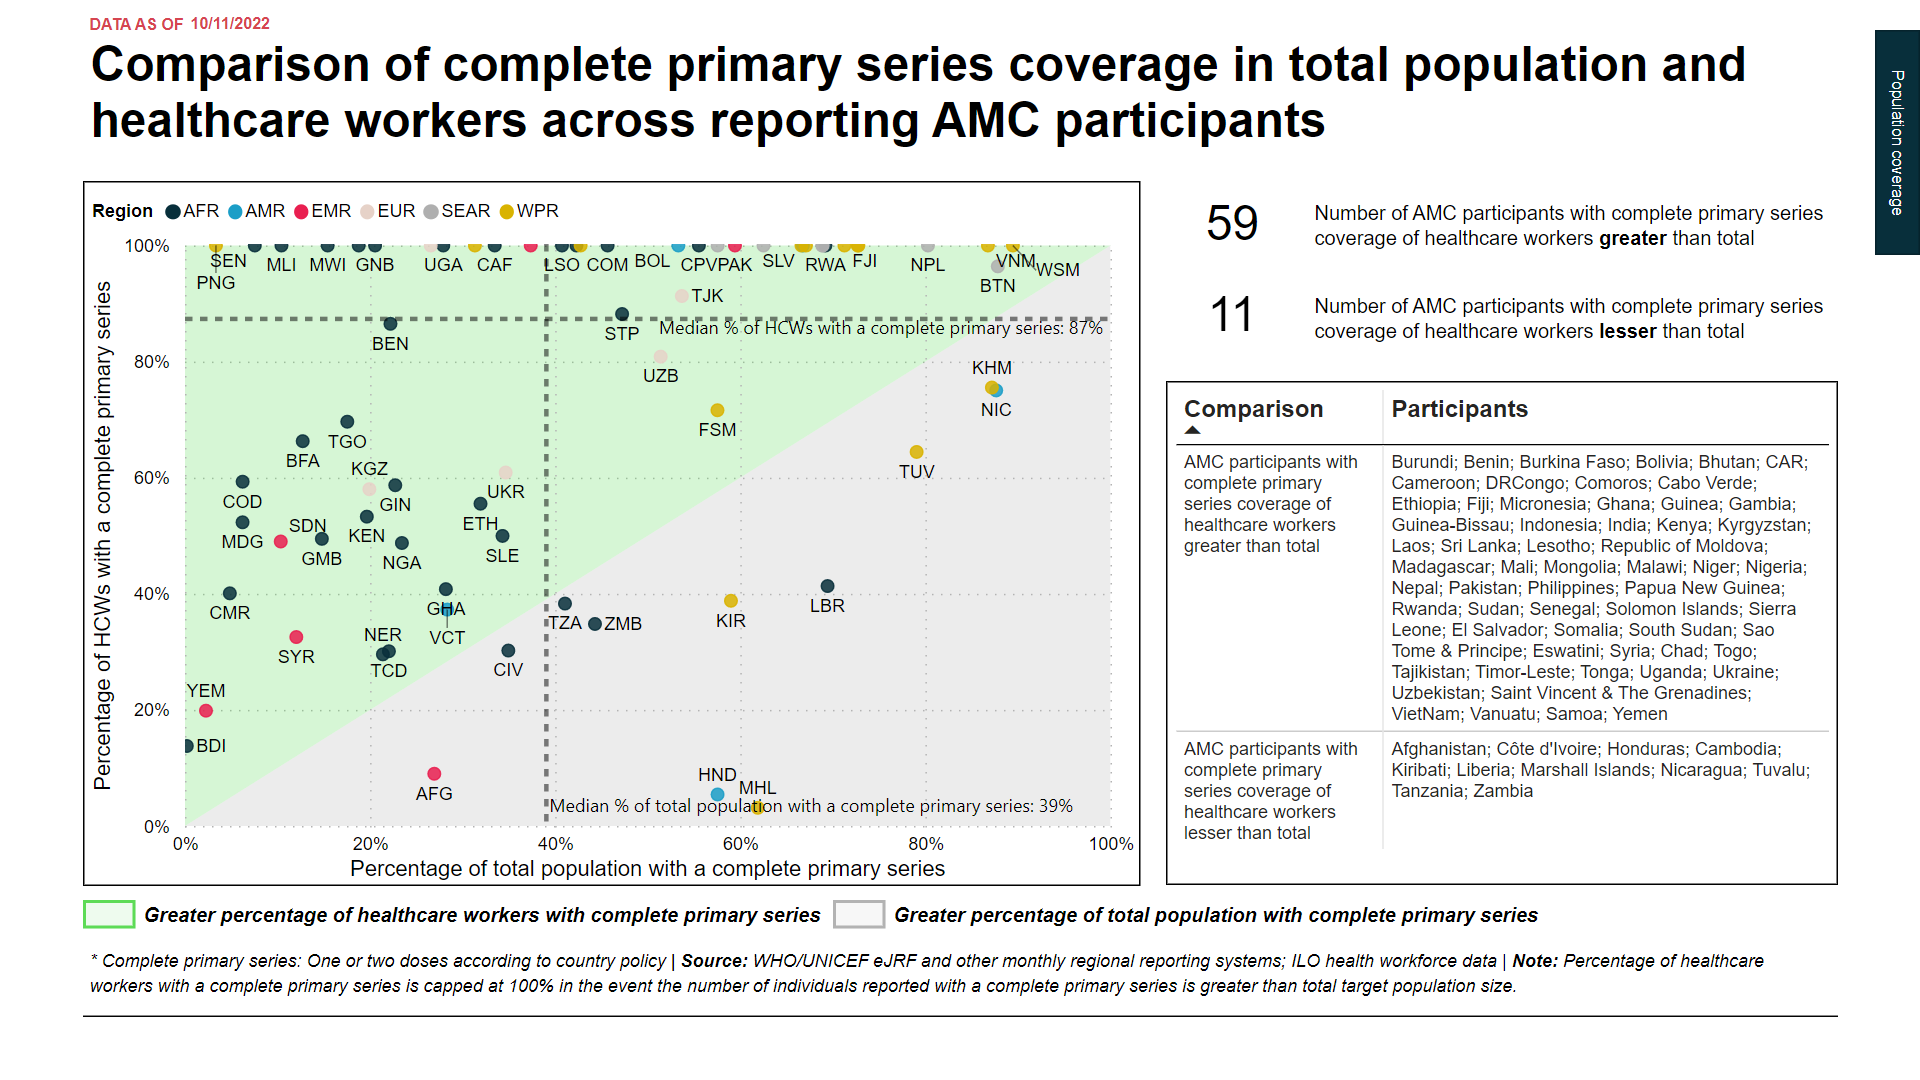 DATA AS OF 10/11/2022
Comparison of complete primary series coverage in total population and
healthcare workers across reporting AMC participants
Population coverage
Region AFR AMR EMR EUR SEAR WPR
Percentage of HCWs with a complete primary series
100%
80%
60%
40%
20%
0%
SEN
PNG
MLI
MWI
GNB
UGA
CAF
LSO
COM
BOL
CPV
PAK
SLV
RWA
FJI
NPL
VNM
WSM
BTN
TJK
STP
Median % of HCWs with a complete primary series: 87%
BEN
UZB
KHM
NIC
FSM
TGO
BFA
TUV
KGZ
UKR
COD
GIN
ETH
SDN
MDG
KEN
GMB
NGA
SLE
CMR
GHA
VCT
TZA
ZMB
KIR
LBR
SYR
NER
TCD
CIV
YEM
BDI
AFG
HND
MHL
Median % of total population with a complete primary series: 39%
0%
20%
40%
60%
80%
100%
Percentage of total population with a complete primary series
59
Number of AMC participants with complete primary series
coverage of healthcare workers greater than total
11
Number of AMC participants with complete primary series
coverage of healthcare workers lesser than total
Comparison
Participants
AMC participants with
complete primary
series coverage of
healthcare workers
greater than total
Burundi; Benin; Burkina Faso; Bolivia; Bhutan; CAR;
Cameroon; DRCongo; Comoros; Cabo Verde;
Ethiopia; Fiji; Micronesia; Ghana; Guinea; Gambia;
Guinea-Bissau; Indonesia; India; Kenya; Kyrgyzstan;
Laos; Sri Lanka; Lesotho; Republic of Moldova;
Madagascar; Mali; Mongolia; Malawi; Niger; Nigeria;
Nepal; Pakistan; Philippines; Papua New Guinea;
Rwanda; Sudan; Senegal; Solomon Islands; Sierra
Leone; El Salvador; Somalia; South Sudan; Sao
Tome & Principe; Eswatini; Syria; Chad; Togo;
Tajikistan; Timor-Leste; Tonga; Uganda; Ukraine;
Uzbekistan; Saint Vincent & The Grenadines;
VietNam; Vanuatu; Samoa; Yemen
AMC participants with
complete primary
series coverage of
healthcare workers
lesser than total
Afghanistan; Côte d'Ivoire; Honduras; Cambodia;
Kiribati; Liberia; Marshall Islands; Nicaragua; Tuvalu;
Tanzania; Zambia
Greater percentage of healthcare workers with complete primary series
Greater percentage of total population with complete primary series
* Complete primary series: One or two doses according to country policy | Source: WHO/UNICEF eJRF and other monthly regional reporting systems; ILO health workforce data | Note: Percentage of healthcare
workers with a complete primary series is capped at 100% in the event the number of individuals reported with a complete primary series is greater than total target population size.